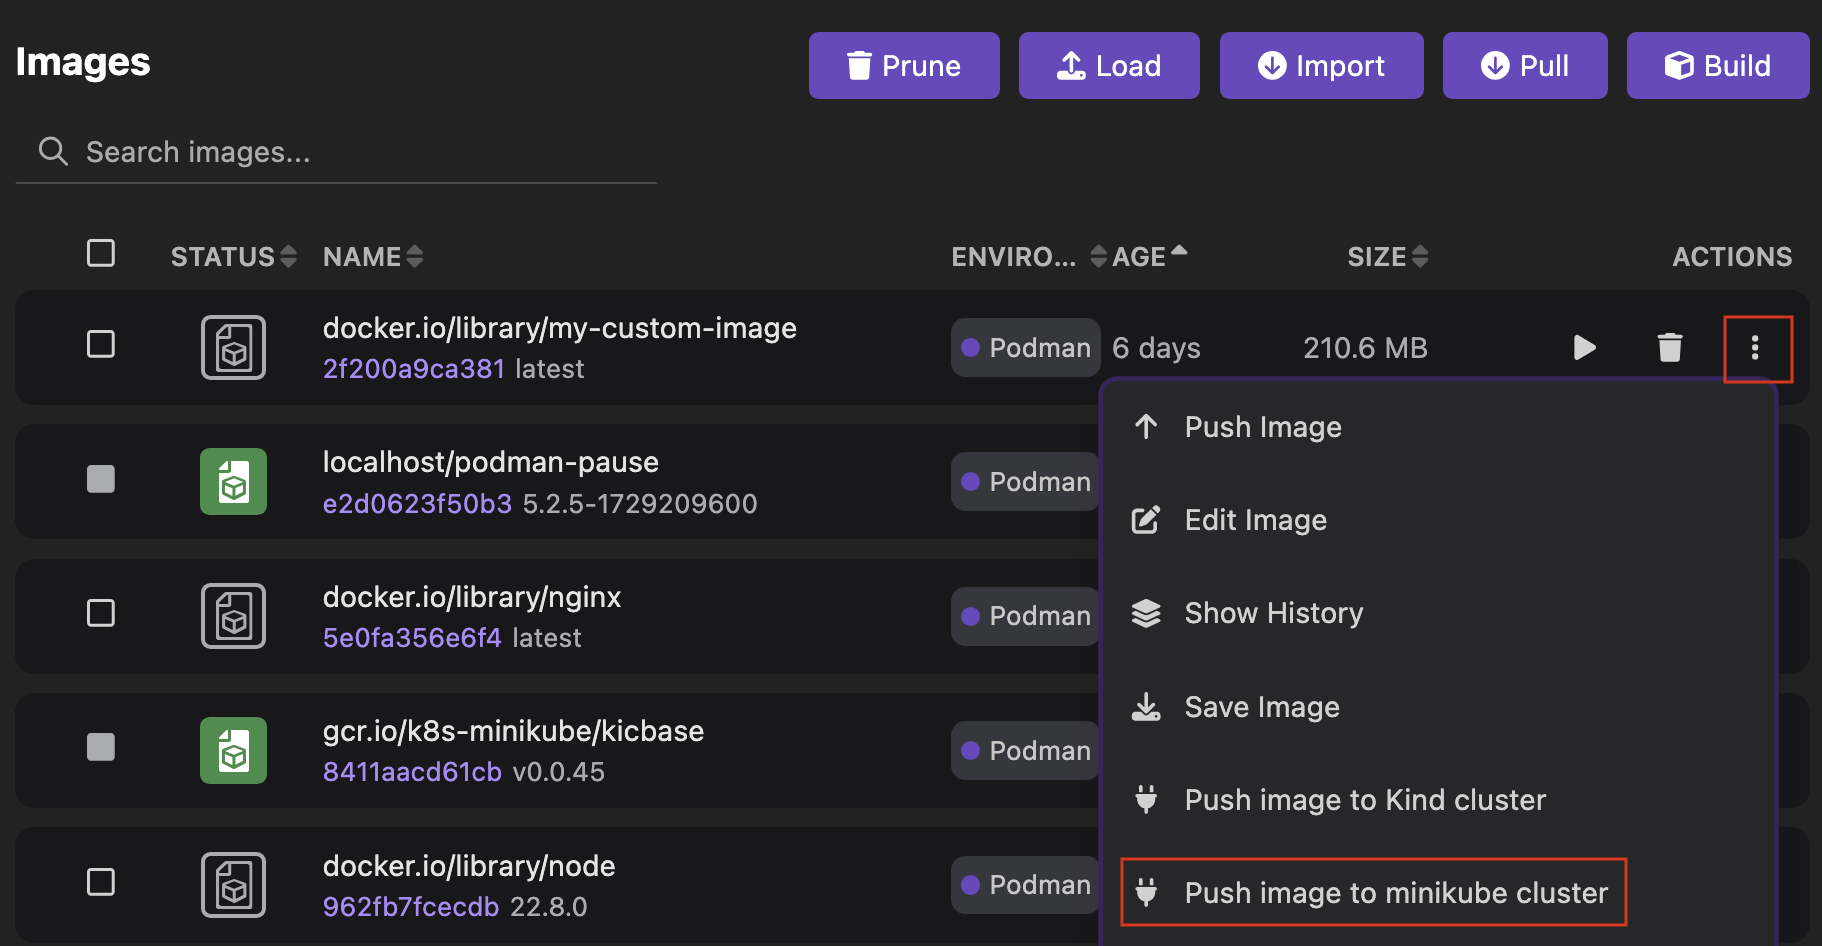 Images
Prune
Load
Import
Pull
Build
Search images...
STATUS NAME ENVIRO... AGE SIZE ACTIONS
docker.io/library/my-custom-image
2f200a9ca381 latest
Podman
6 days
210.6 MB
Push Image
Edit Image
Show History
Save Image
Push image to Kind cluster
Push image to minikube cluster
localhost/podman-pause
e2d0623f50b3 5.2.5-1729209600
Podman
docker.io/library/nginx
5e0fa356e6f4 latest
Podman
gcr.io/k8s-minikube/kicbase
8411aacd61cb v0.0.45
Podman
docker.io/library/node
962fb7fcecdb 22.8.0
Podman